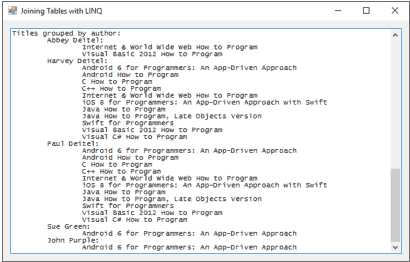 Joining Tables with LINQ
Titles grouped by author:
Abbey Deitel:
Internet & World Wide Web How to Program
Visual Basic 2012 How to Program
Harvey Deitel:
Android 6 for Programmers: An App-Driven Approach
Android How to Program
C How to Program
C++ How to Program
Internet & World Wide Web How to Program
iOS 8 for Programmers: An App-Driven Approach with Swift
Java How to Program
Java How to Program, Late Objects Version
Swift for Programmers
Visual Basic 2012 How to Program
Visual C# How to Program
Paul Deitel:
Android 6 for Programmers: An App-Driven Approach
Android How to Program
C How to Program
C++ How to Program
Internet & World Wide Web How to Program
iOS 8 for Programmers: An App-Driven Approach with Swift
Java How to Program
Java How to Program, Late Objects Version
Swift for Programmers
Visual Basic 2012 How to Program
Visual C# How to Program
Sue Green:
Android 6 for Programmers: An App-Driven Approach
John Purple:
Android 6 for Programmers: An App-Driven Approach